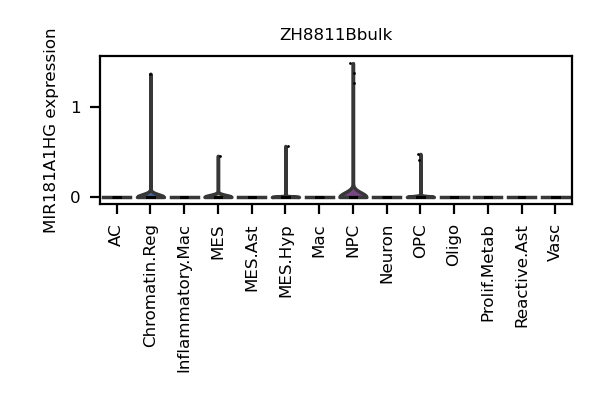 ZH8811Bbulk
MIR181A1HG expression
1
0
AC
Chromatin.Reg
Inflammatory.Mac
MES
MES.Ast
MES.Hyp
Mac
NPC
Neuron
OPC
Oligo
Prolif.Metab
Reactive.Ast
Vasc